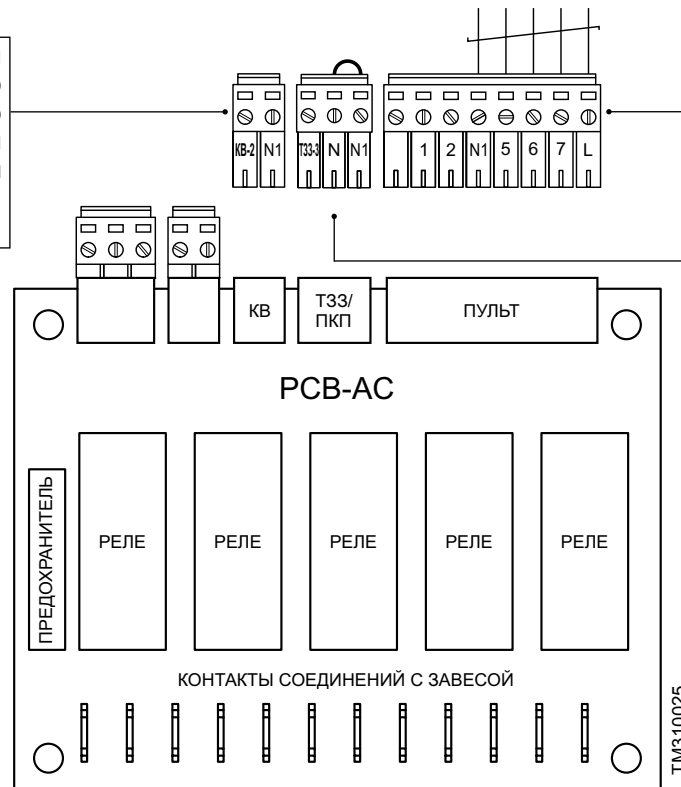 КВ-2 N1 ТЗЗ-3 N N1 1 2 N1 5 6 7 L
КВ
ТЗЗ/
ПКП
ПУЛЬТ
PCB-AC
ПРЕДОХРАНИТЕЛЬ
РЕЛЕ РЕЛЕ РЕЛЕ РЕЛЕ РЕЛЕ
КОНТАКТЫ СОЕДИНЕНИЙ С ЗАВЕСОЙ
TM310025